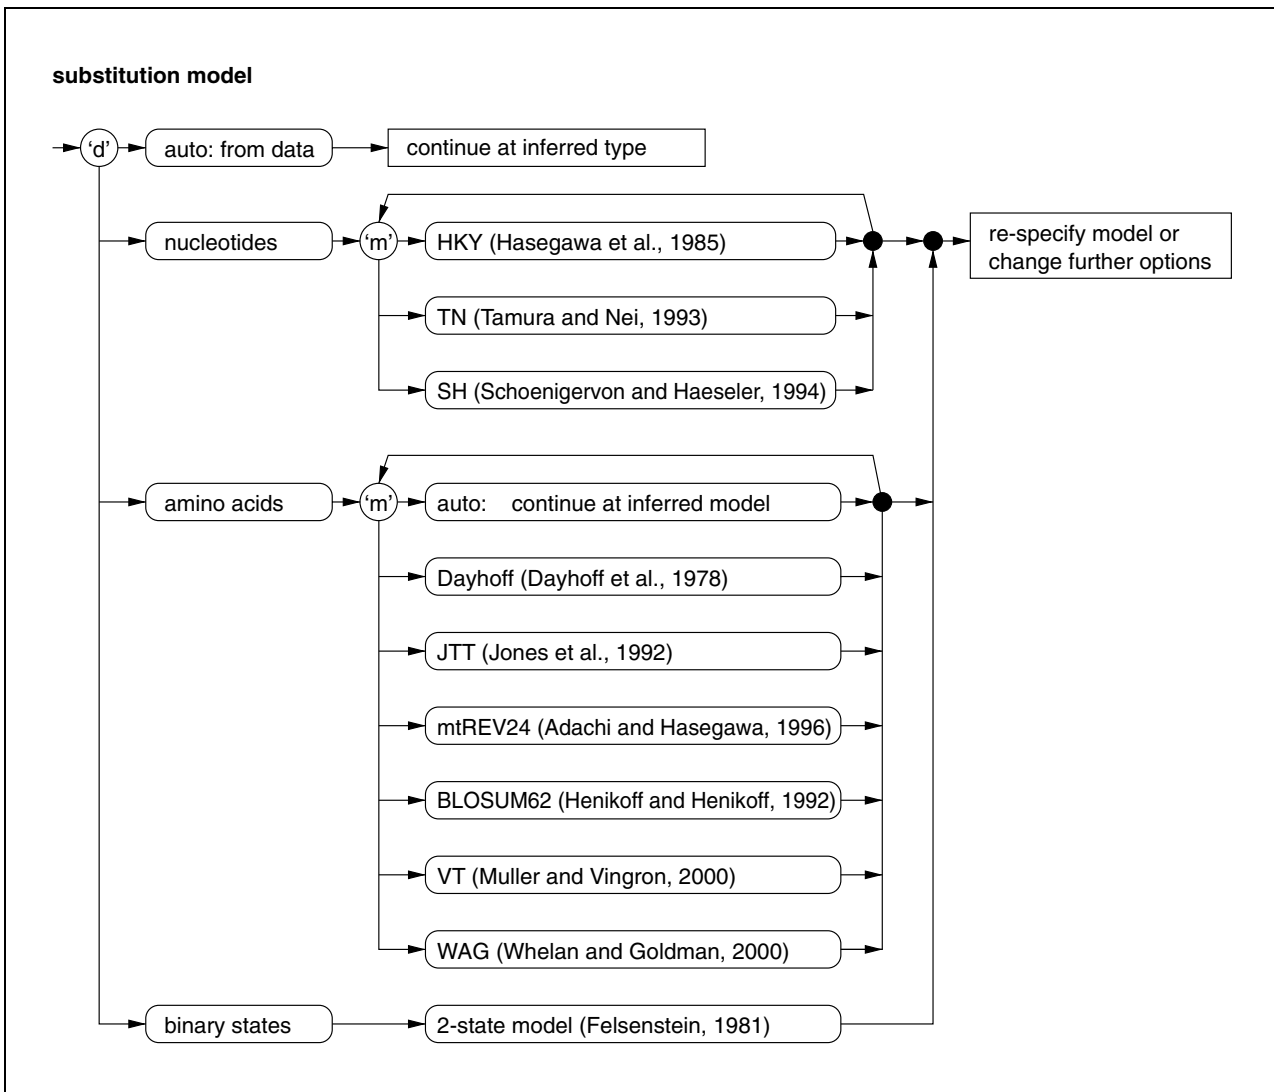 substitution model
‘d’
auto: from data
continue at inferred type
nucleotides
‘m’
HKY (Hasegawa et al., 1985)
re-specify model or
change further options
TN (Tamura and Nei, 1993)
SH (Schoenigervon and Haeseler, 1994)
amino acids
‘m’
auto: continue at inferred model
Dayhoff (Dayhoff et al., 1978)
JTT (Jones et al., 1992)
mtREV24 (Adachi and Hasegawa, 1996)
BLOSUM62 (Henikoff and Henikoff, 1992)
VT (Muller and Vingron, 2000)
WAG (Whelan and Goldman, 2000)
binary states
2-state model (Felsenstein, 1981)